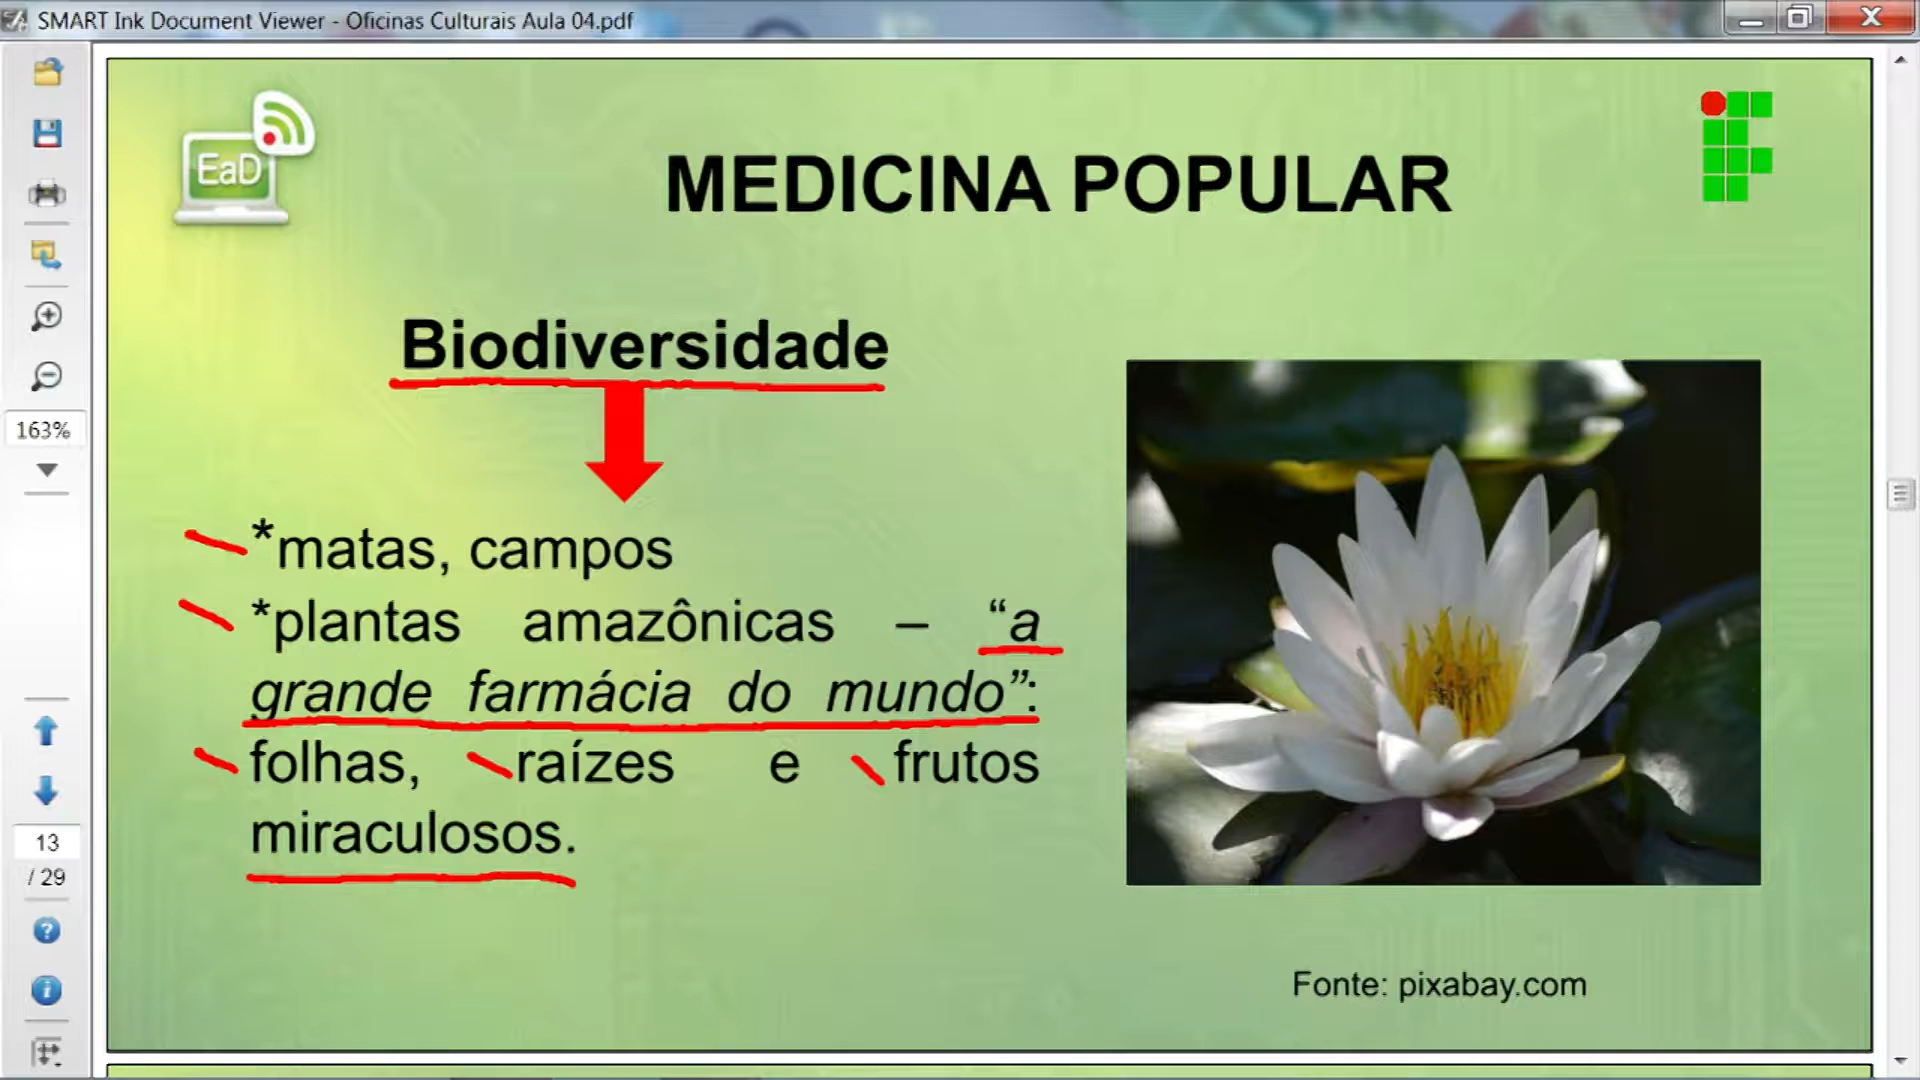 SMART Ink Document Viewer - Oficinas Culturais Aula 04.pdf
EaD
MEDICINA POPULAR
Biodiversidade
*matas, campos
*plantas amazônicas – “a
grande farmácia do mundo”:
folhas, raízes e frutos
miraculosos.
Fonte: pixabay.com
163%
13
/ 29